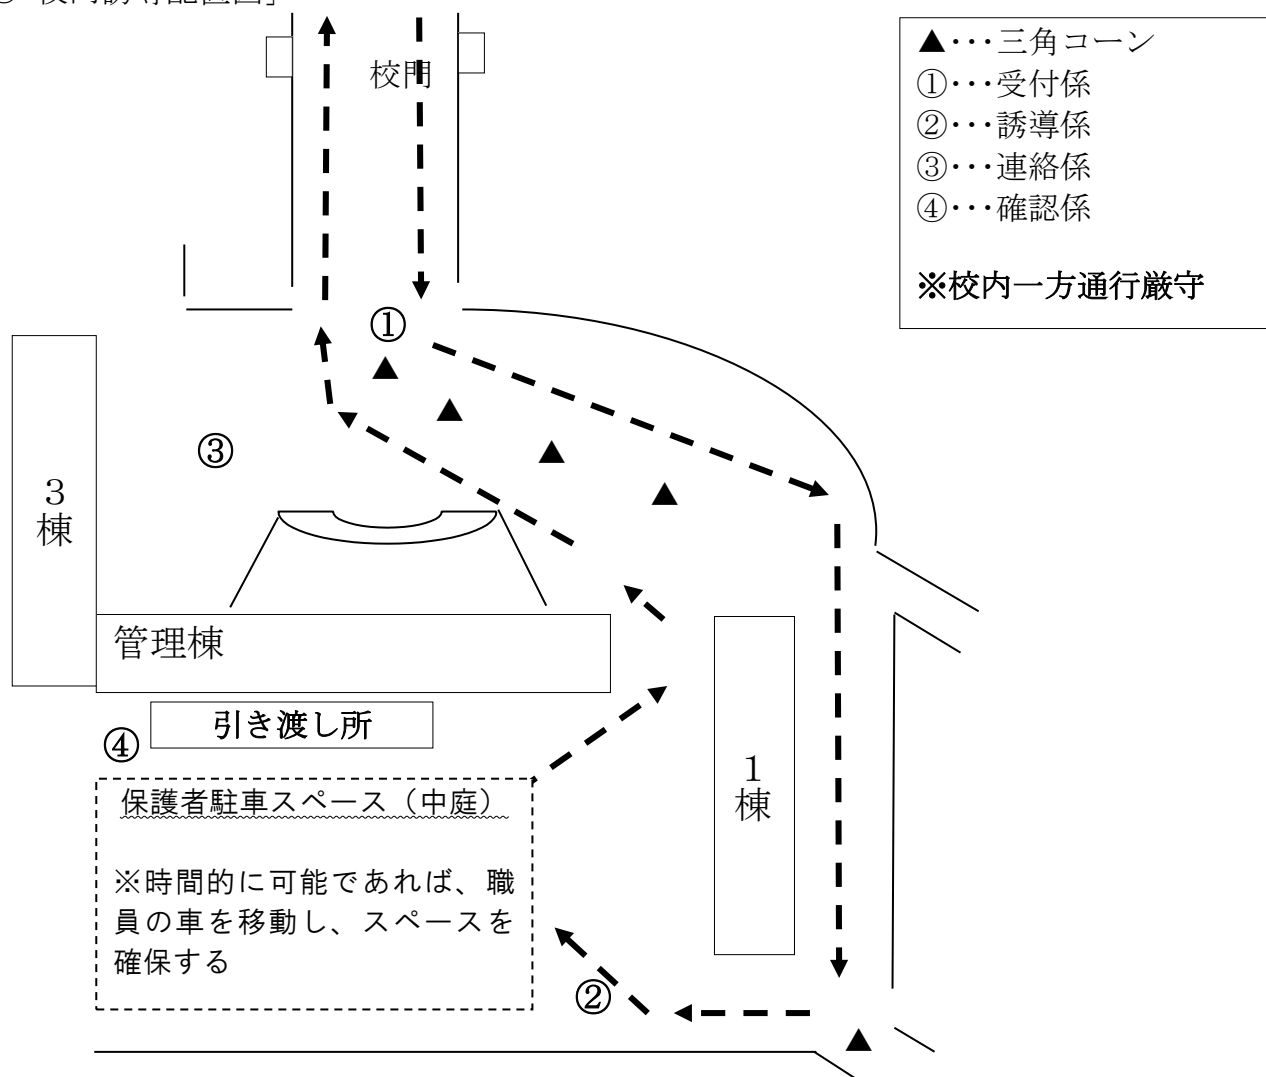 校門
▲･･･三角コーン
①･･･受付係
②･･･誘導係
③･･･連絡係
④･･･確認係
※校内一方通行厳守
①
③
3
棟
管理棟
引き渡し所
④
1
棟
保護者駐車スペース（中庭）
※時間的に可能であれば、職
員の車を移動し、スペースを
確保する
②